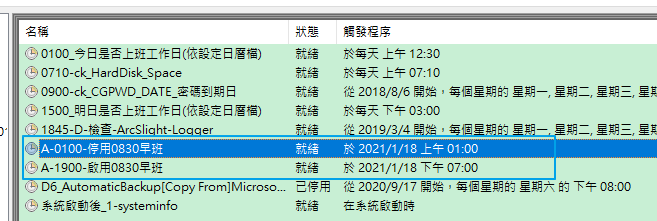 名稱 狀態 觸發程序
0100_今日是否上班工作日(依設定日層檔) 就緒 於每天 上午 12:30
0710-ck_HardDisk_Space 就緒 於每天 上午 07:10
0900-ck_CGPWD_DATE_密碼到期日 就緒 從 2018/8/6 開始，每個星期的 星期一, 星期二, 星期三, 星期
1500_明日是否上班工作日(依設定日層檔) 就緒 於每天 下午 03:00
1845-D-檢查-ArcSlight-Logger 就緒 從 2019/3/4 開始，每個星期的 星期一, 星期二, 星期三, 星期
A-0100-停用0830早班 就緒 於 2021/1/18 上午 01:00
A-1900-啟用0830早班 就緒 於 2021/1/18 下午 07:00
D6_AutomaticBackup[Copy From]Microso... 已停用 從 2020/9/17 開始，每個星期的 星期六 的 下午 08:00
系統啟動後_1-systeminfo 就緒 在系統啟動時